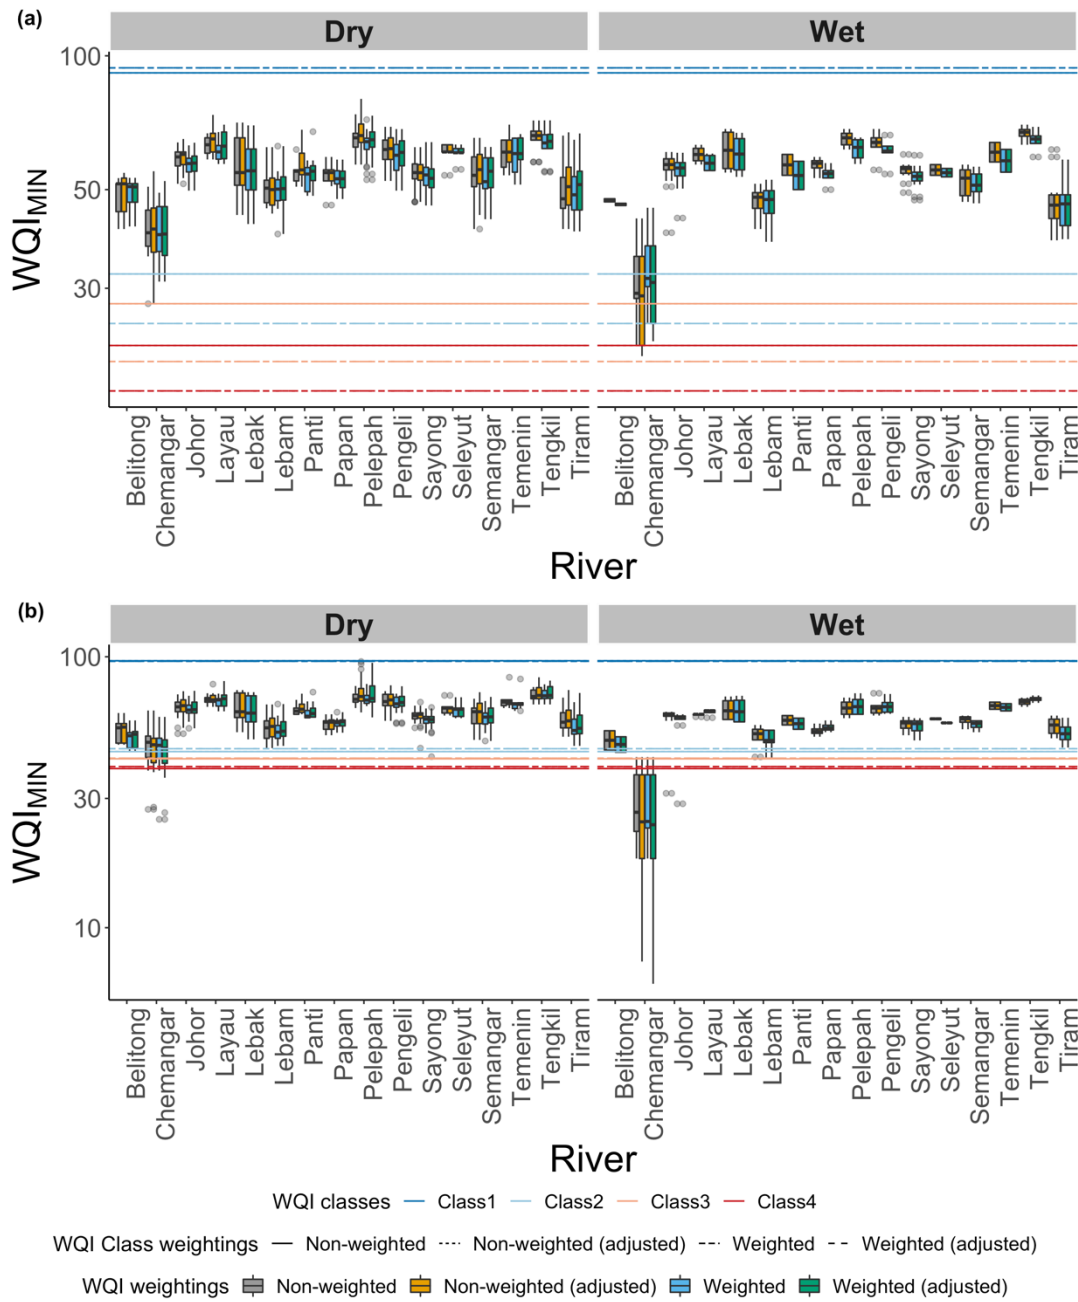 (a)
Dry
Wet
100
50
30
WQI_MIN
Belitong
Chemangar
Johor
Layau
Lebak
Lebam
Panti
Papan
Pelepah
Pengeli
Sayong
Seleyut
Semangar
Temenin
Tengkil
Tiram
Belitong
Chemangar
Johor
Layau
Lebak
Lebam
Panti
Papan
Pelepah
Pengeli
Sayong
Seleyut
Semangar
Temenin
Tengkil
Tiram
River
(b)
Dry
Wet
100
30
10
WQI_MIN
Belitong
Chemangar
Johor
Layau
Lebak
Lebam
Panti
Papan
Pelepah
Pengeli
Sayong
Seleyut
Semangar
Temenin
Tengkil
Tiram
Belitong
Chemangar
Johor
Layau
Lebak
Lebam
Panti
Papan
Pelepah
Pengeli
Sayong
Seleyut
Semangar
Temenin
Tengkil
Tiram
River
WQI classes Class1 Class2 Class3 Class4
WQI Class weightings Non-weighted Non-weighted (adjusted) Weighted Weighted (adjusted)
WQI weightings Non-weighted Non-weighted (adjusted) Weighted Weighted (adjusted)